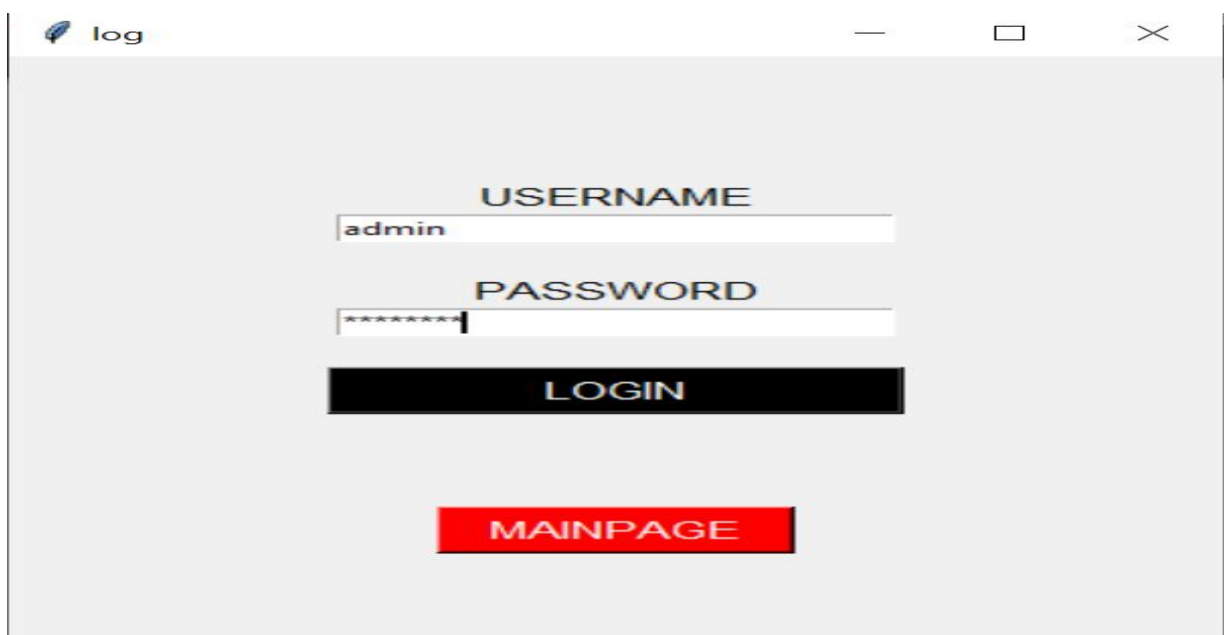 log
USERNAME
admin
PASSWORD
********
LOGIN
MAINPAGE